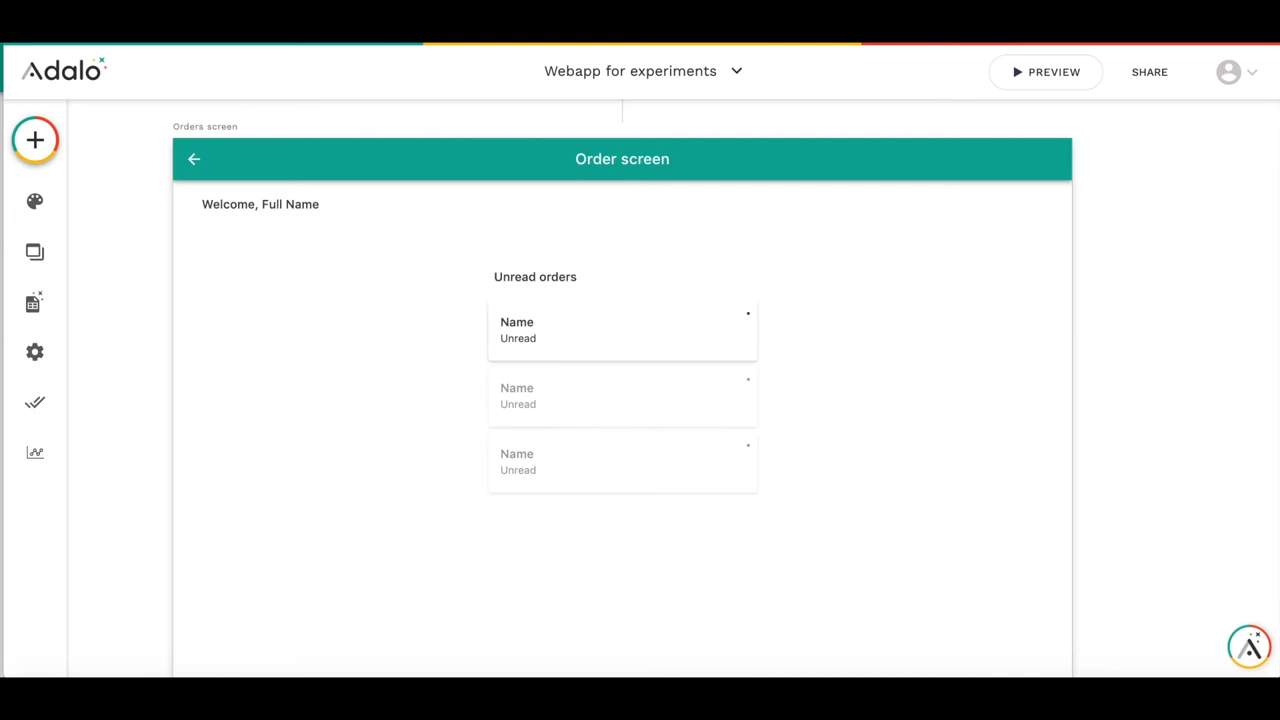 Adalo
Webapp for experiments
PREVIEW
SHARE
Orders screen
Order screen
Welcome, Full Name
Unread orders
Name
Unread
Name
Unread
Name
Unread